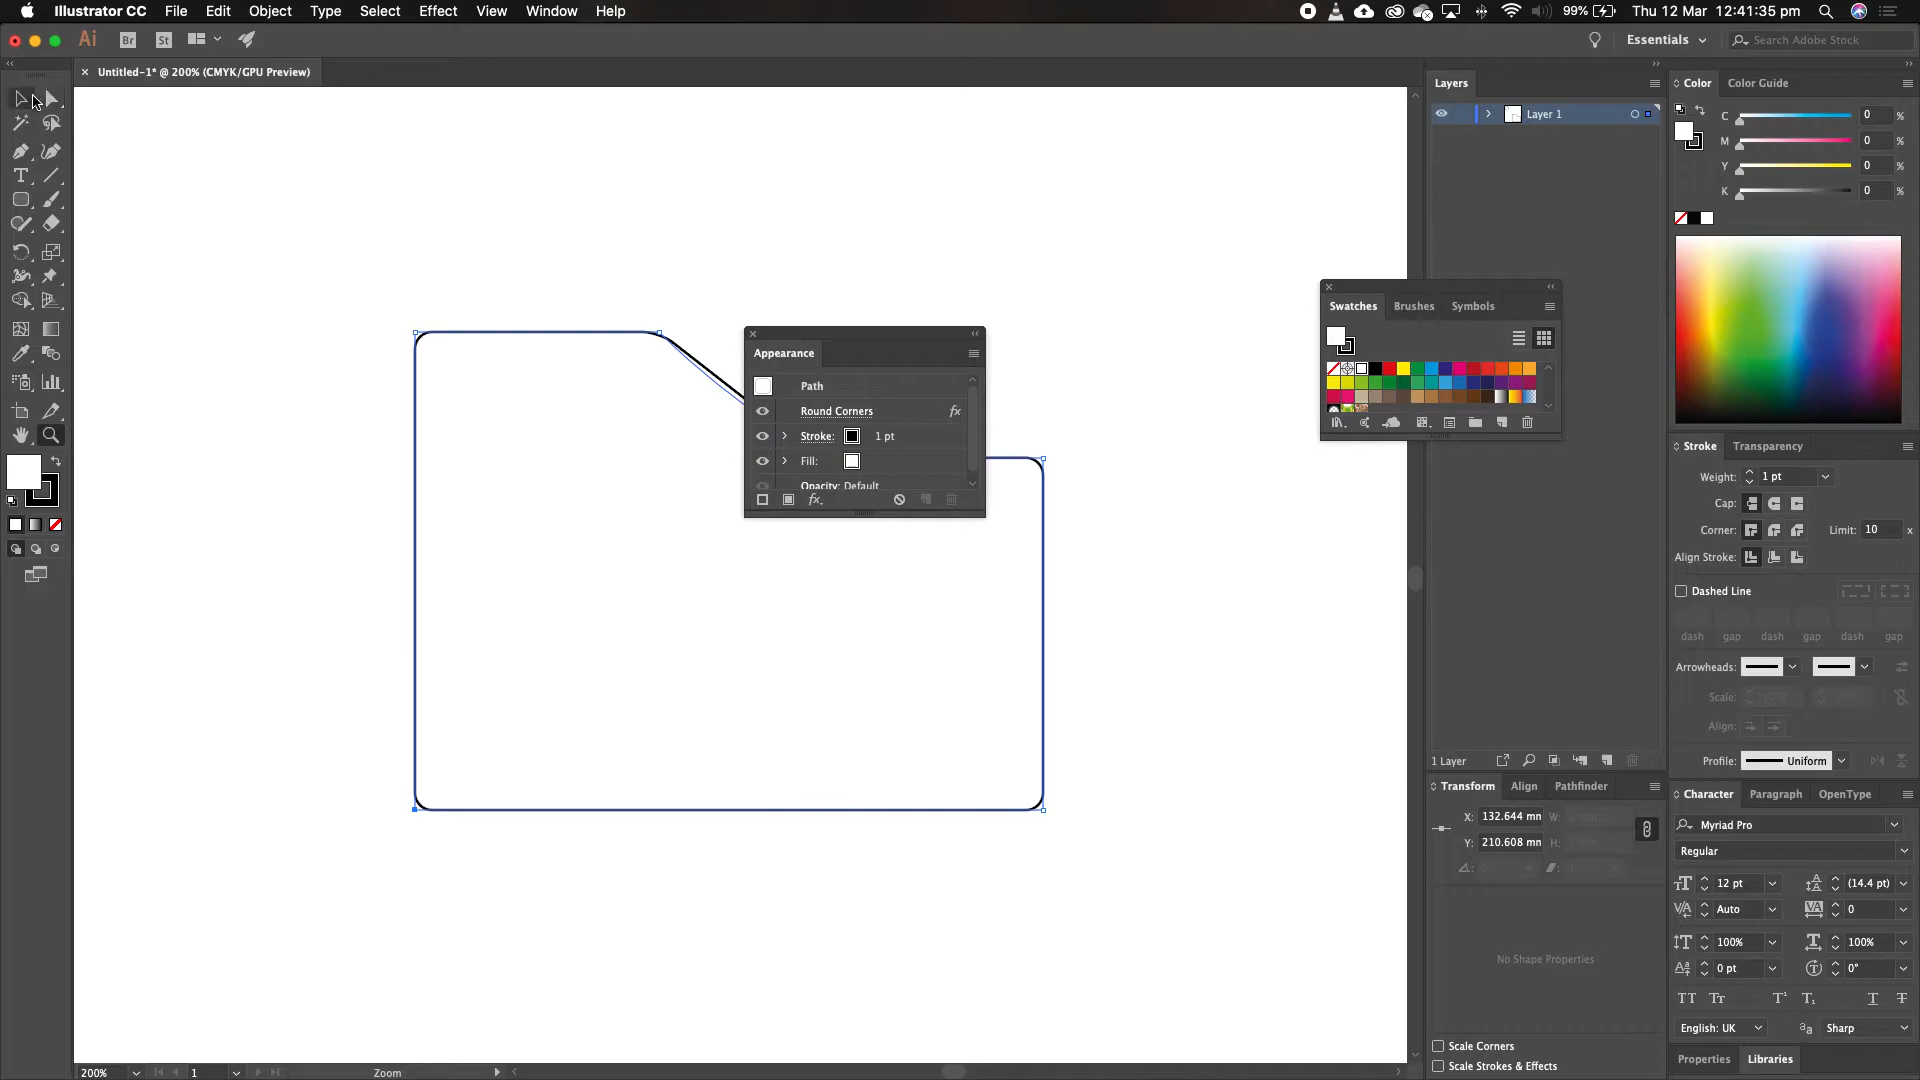 Illustrator CC File Edit Object Type Select Effect View Window Help 99% Thu 12 Mar 12:41:35 pm
Ai Br St Essentials Search Adobe Stock
Untitled-1* @ 200% (CMYK/GPU Preview)
Layers
Layer 1
1 Layer
Color Color Guide
C 0 %
M 0 %
Y 0 %
K 0 %
Swatches Brushes Symbols
Appearance
Path
Round Corners fx
Stroke: 1 pt
Fill:
Opacity: Default
fx
Stroke Transparency
Weight: 1 pt
Cap:
Corner: Limit: 10 x
Align Stroke:
Dashed Line
dash gap dash gap dash gap
Arrowheads:
Scale:
Align:
Profile: Uniform
Transform Align Pathfinder
X: 132.644 mm W:
Y: 210.608 mm H:
No Shape Properties
Scale Corners
Scale Strokes & Effects
Character Paragraph OpenType
Myriad Pro
Regular
12 pt (14.4 pt)
Auto 0
100% 100%
0 pt 0°
TT Tt T¹ T₁ T T
English: UK aa Sharp
Properties Libraries
200% 1 Zoom